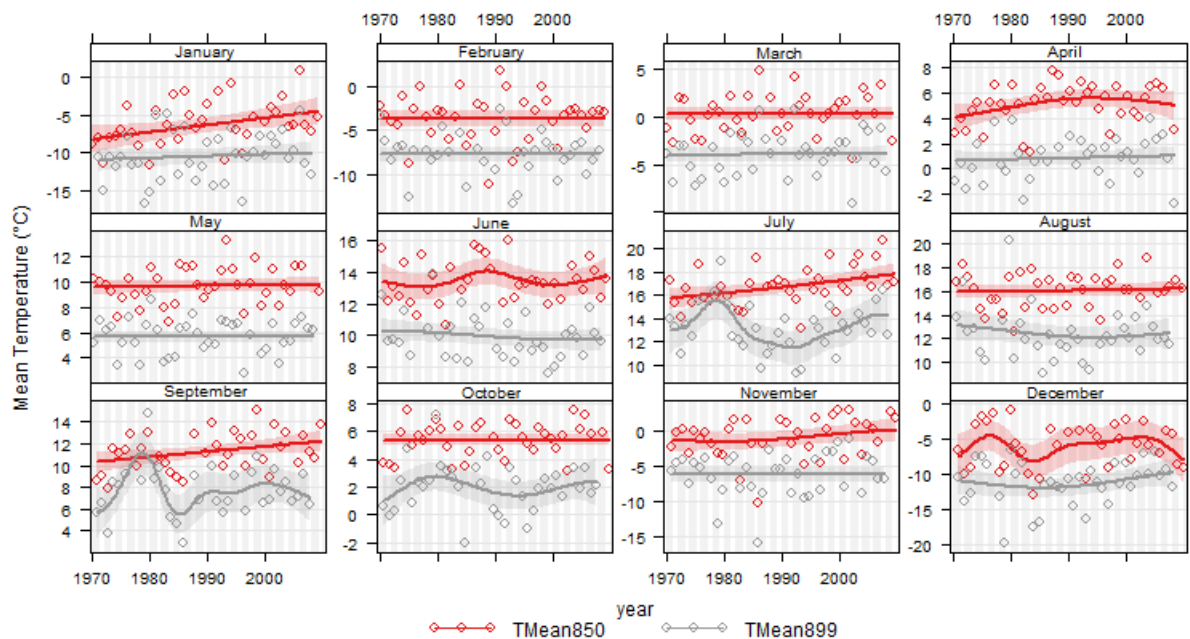 1970 1980 1990 2000 1970 1980 1990 2000
January February March April
0 -5 -10 -15
0 -5 -10
5 0 -5
8 6 4 2 0 -2
May June July August
12 10 8 6 4
16 14 12 10 8
20 18 16 14 12 10
20 18 16 14 12 10
September October November December
14 12 10 8 6 4
8 6 4 2 0 -2
0 -5 -10 -15
0 -5 -10 -15 -20
1970 1980 1990 2000 1970 1980 1990 2000
Mean Temperature (°C)
year
TMean850 TMean899